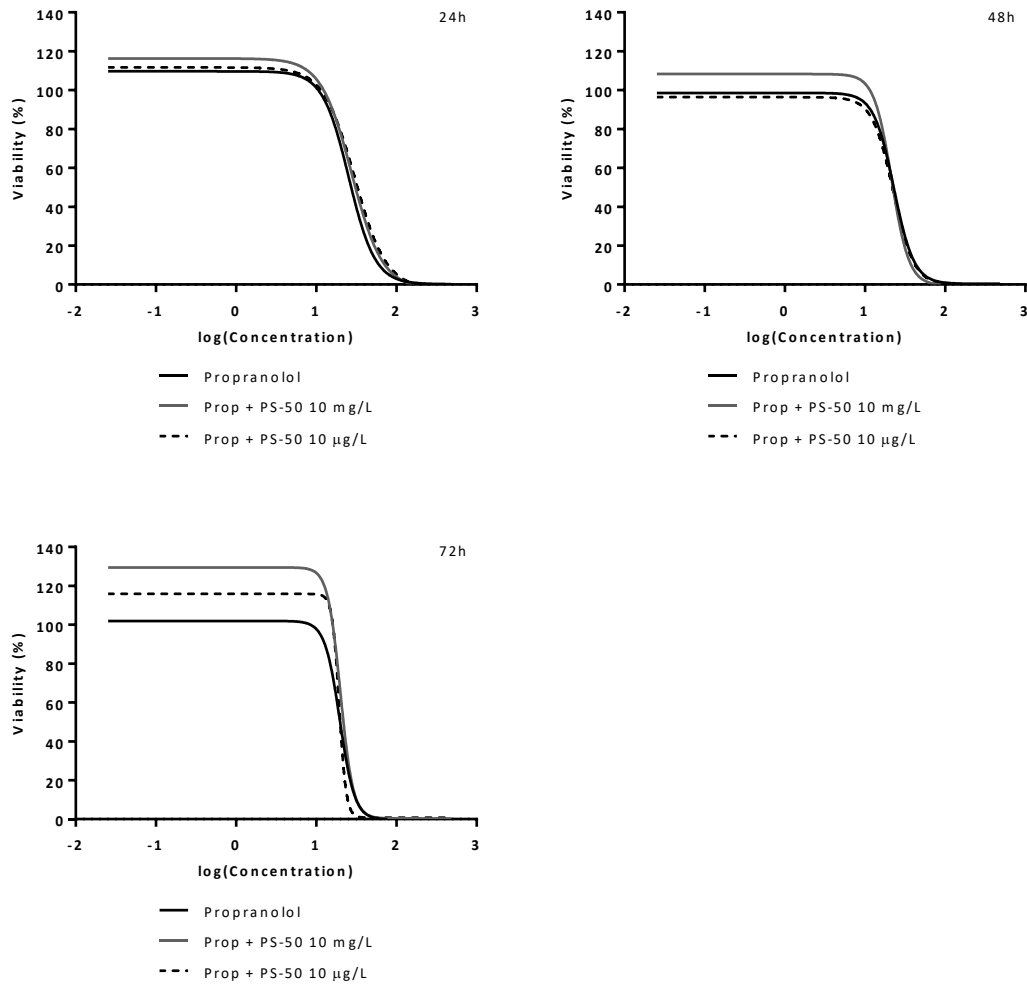 24h
140
120
100
80
60
40
20
0
Viability (%)
-2 -1 0 1 2 3
log(Concentration)
Propranolol
Prop + PS-50 10 mg/L
Prop + PS-50 10 µg/L
48h
140
120
100
80
60
40
20
0
Viability (%)
-2 -1 0 1 2 3
log(Concentration)
Propranolol
Prop + PS-50 10 mg/L
Prop + PS-50 10 µg/L
72h
140
120
100
80
60
40
20
0
Viability (%)
-2 -1 0 1 2 3
log(Concentration)
Propranolol
Prop + PS-50 10 mg/L
Prop + PS-50 10 µg/L